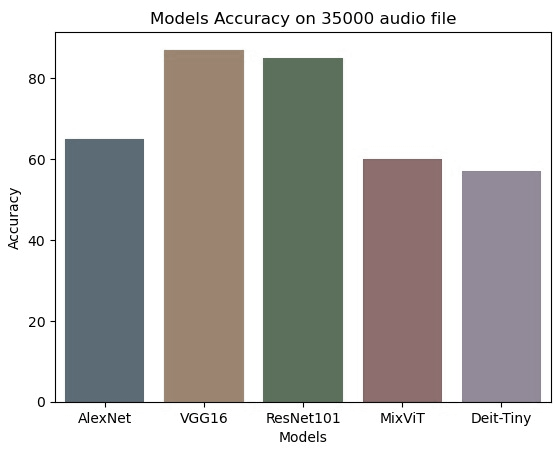 Models Accuracy on 35000 audio file
Accuracy
80
60
40
20
0
AlexNet VGG16 ResNet101 MixViT Deit-Tiny
Models